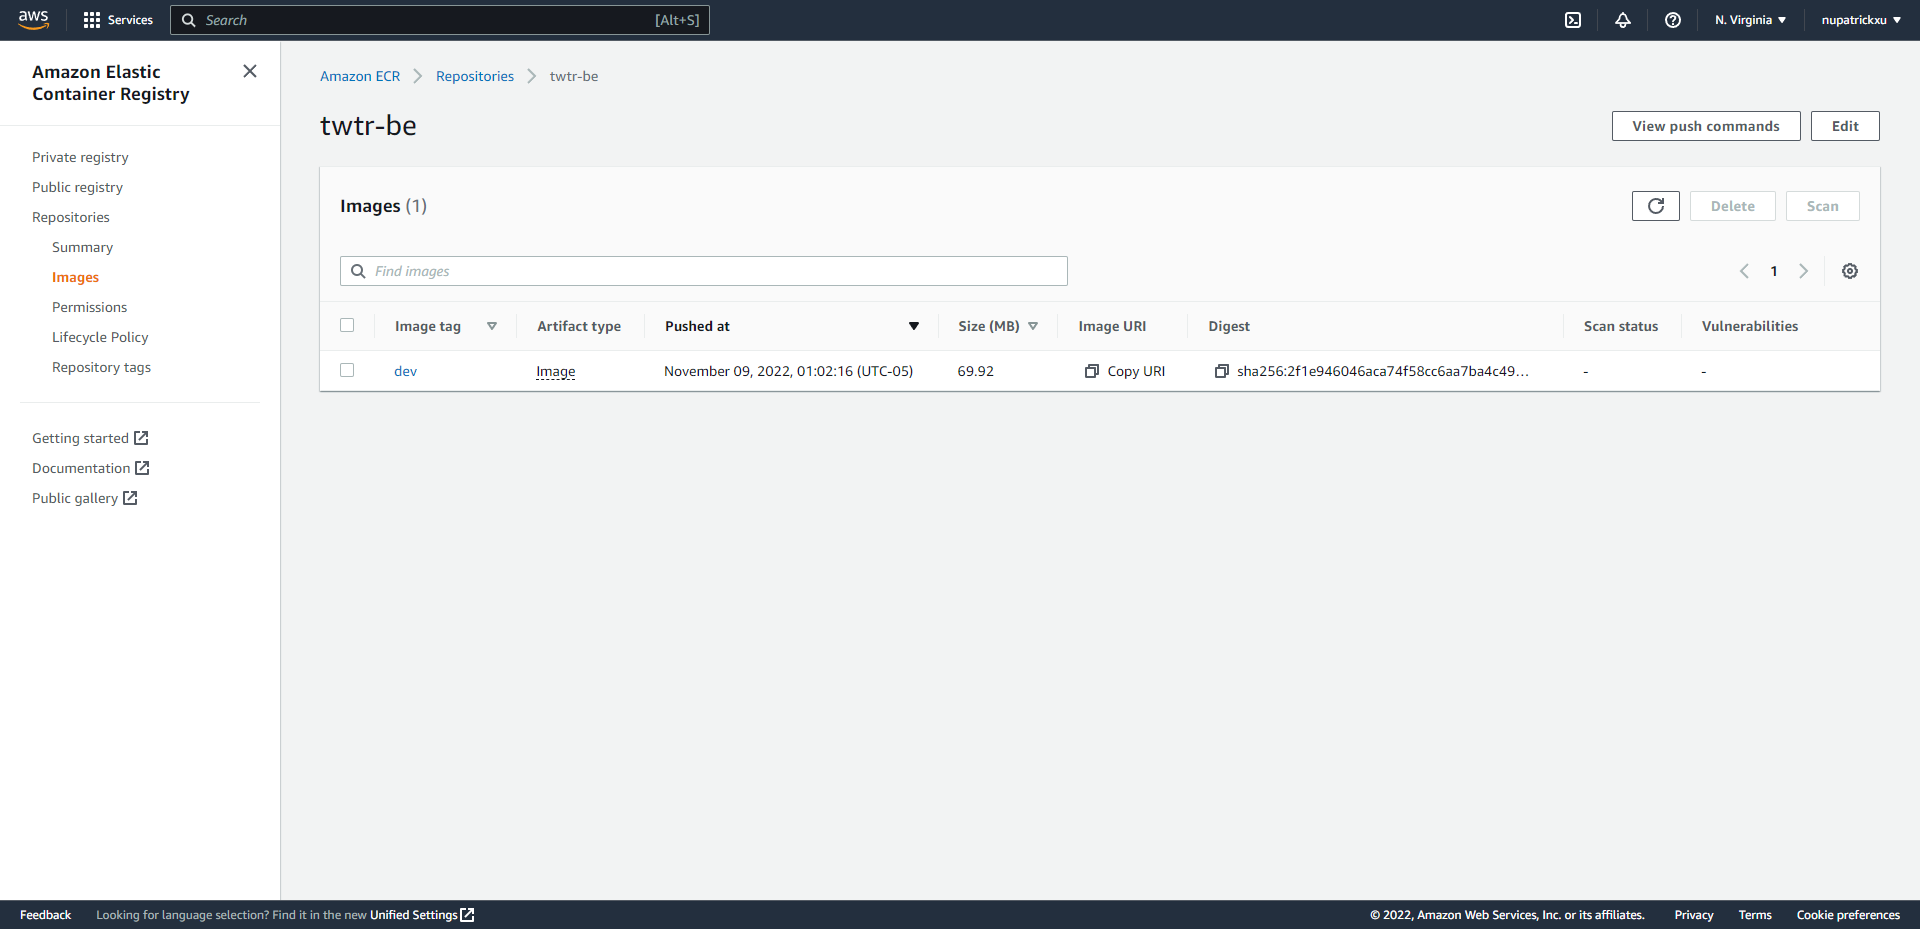 aws
Services
Search
[Alt+S]
N. Virginia
nupatrickxu
Amazon Elastic
Container Registry
Private registry
Public registry
Repositories
Summary
Images
Permissions
Lifecycle Policy
Repository tags
Getting started
Documentation
Public gallery
Amazon ECR
Repositories
twtr-be
twtr-be
View push commands
Edit
Images (1)
Delete
Scan
Find images
1
Image tag
Artifact type
Pushed at
Size (MB)
Image URI
Digest
Scan status
Vulnerabilities
dev
Image
November 09, 2022, 01:02:16 (UTC-05)
69.92
Copy URI
sha256:2f1e946046aca74f58cc6aa7ba4c49...
-
-
Feedback
Looking for language selection? Find it in the new Unified Settings
© 2022, Amazon Web Services, Inc. or its affiliates.
Privacy
Terms
Cookie preferences